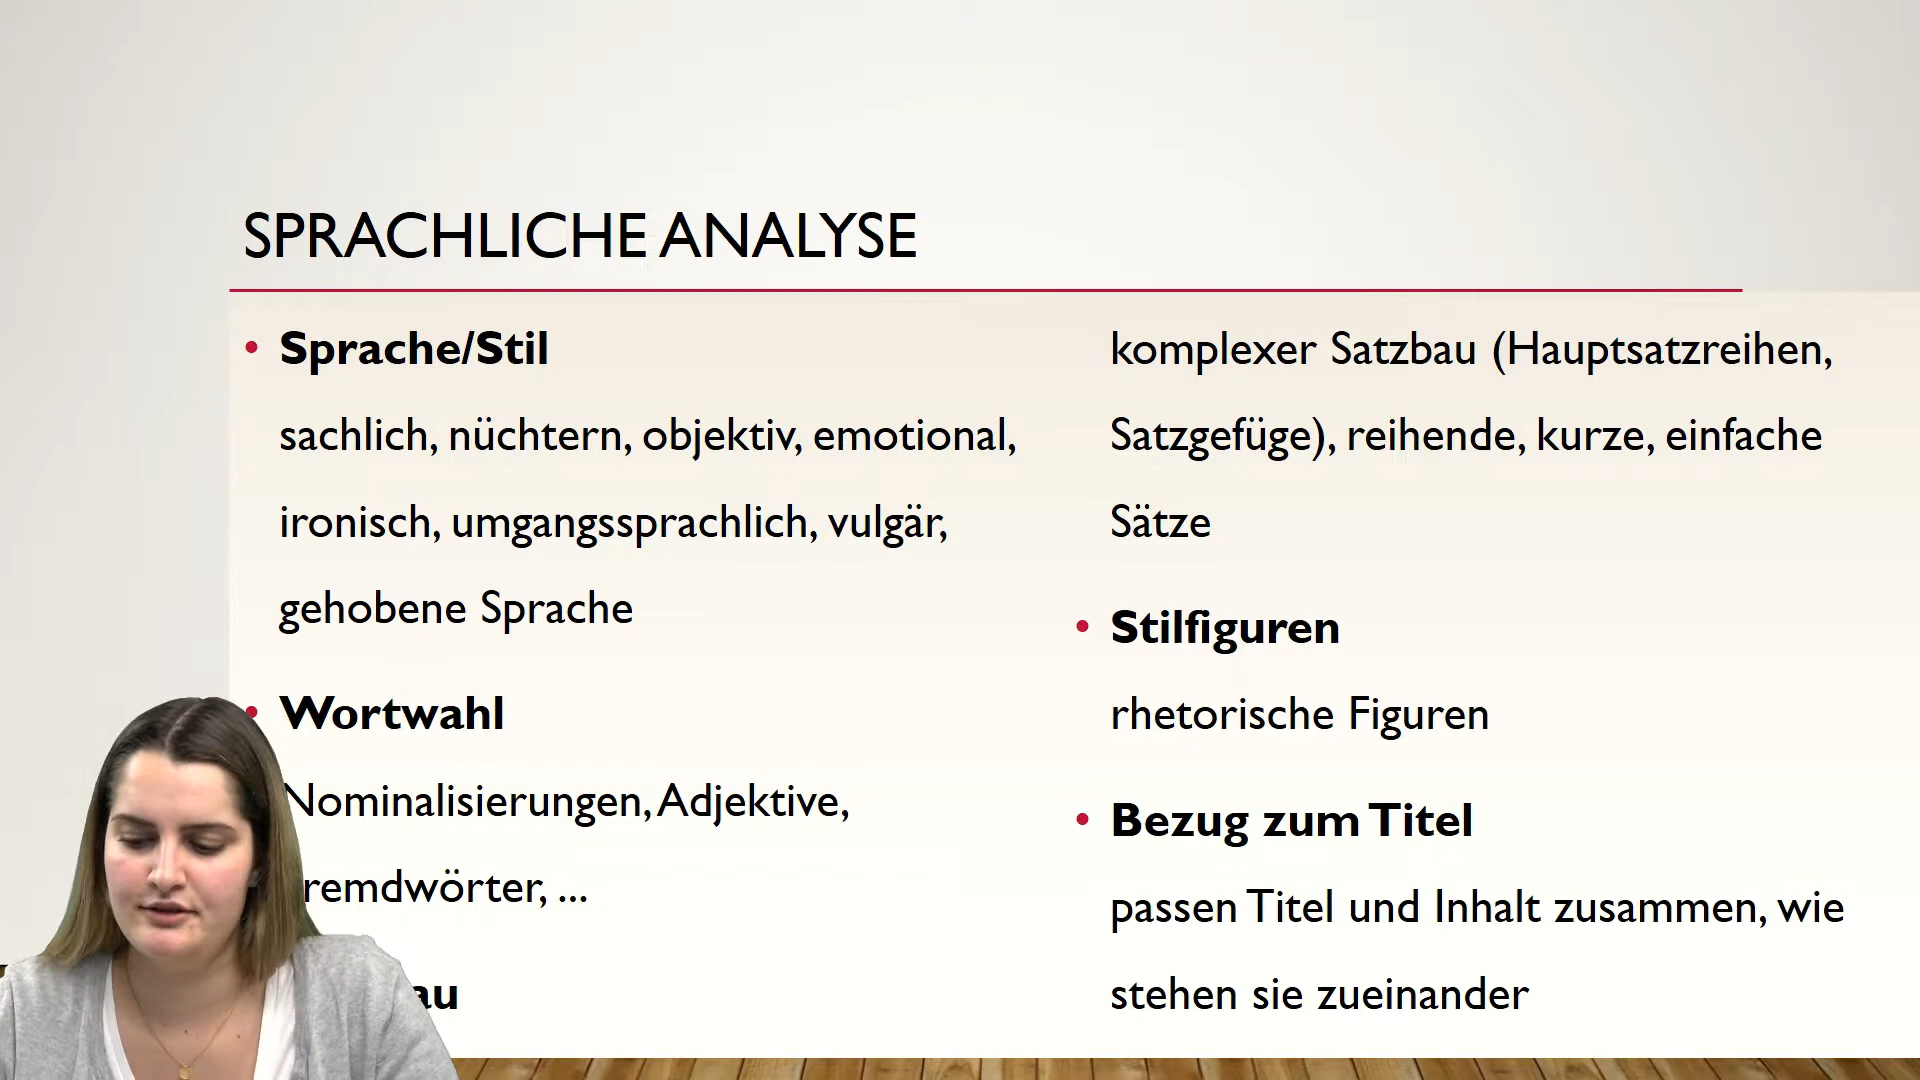 SPRACHLICHE ANALYSE
• Sprache/Stil
sachlich, nüchtern, objektiv, emotional,
ironisch, umgangssprachlich, vulgär,
gehobene Sprache
• Wortwahl
Nominalisierungen, Adjektive,
remdwörter, ...
au
komplexer Satzbau (Hauptsatzreihen,
Satzgefüge), reihende, kurze, einfache
Sätze
• Stilfiguren
rhetorische Figuren
• Bezug zum Titel
passen Titel und Inhalt zusammen, wie
stehen sie zueinander